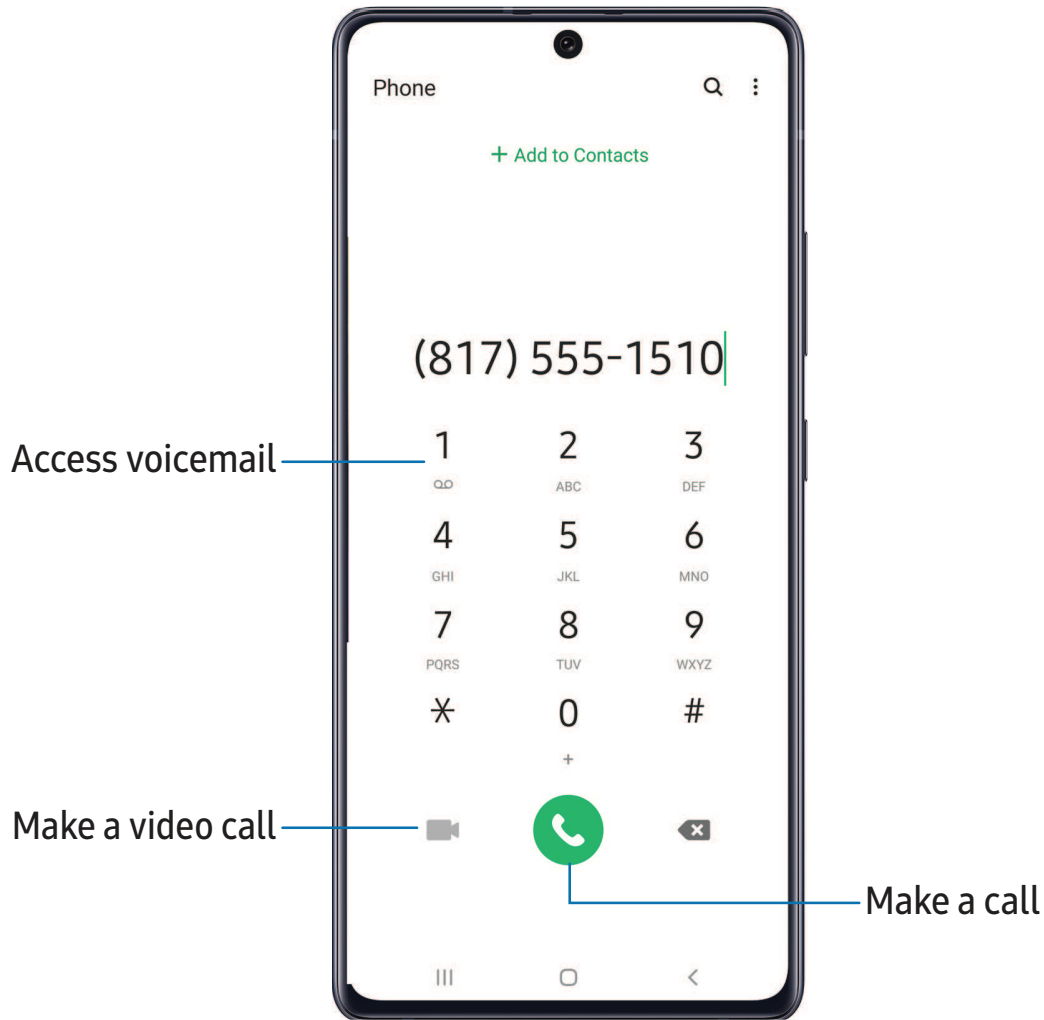 Phone
+ Add to Contacts
(817) 555-1510
Access voicemail
1 2 3
ABC DEF
4 5 6
GHI JKL MNO
7 8 9
PQRS TUV WXYZ
* 0 #
+
Make a video call
Make a call